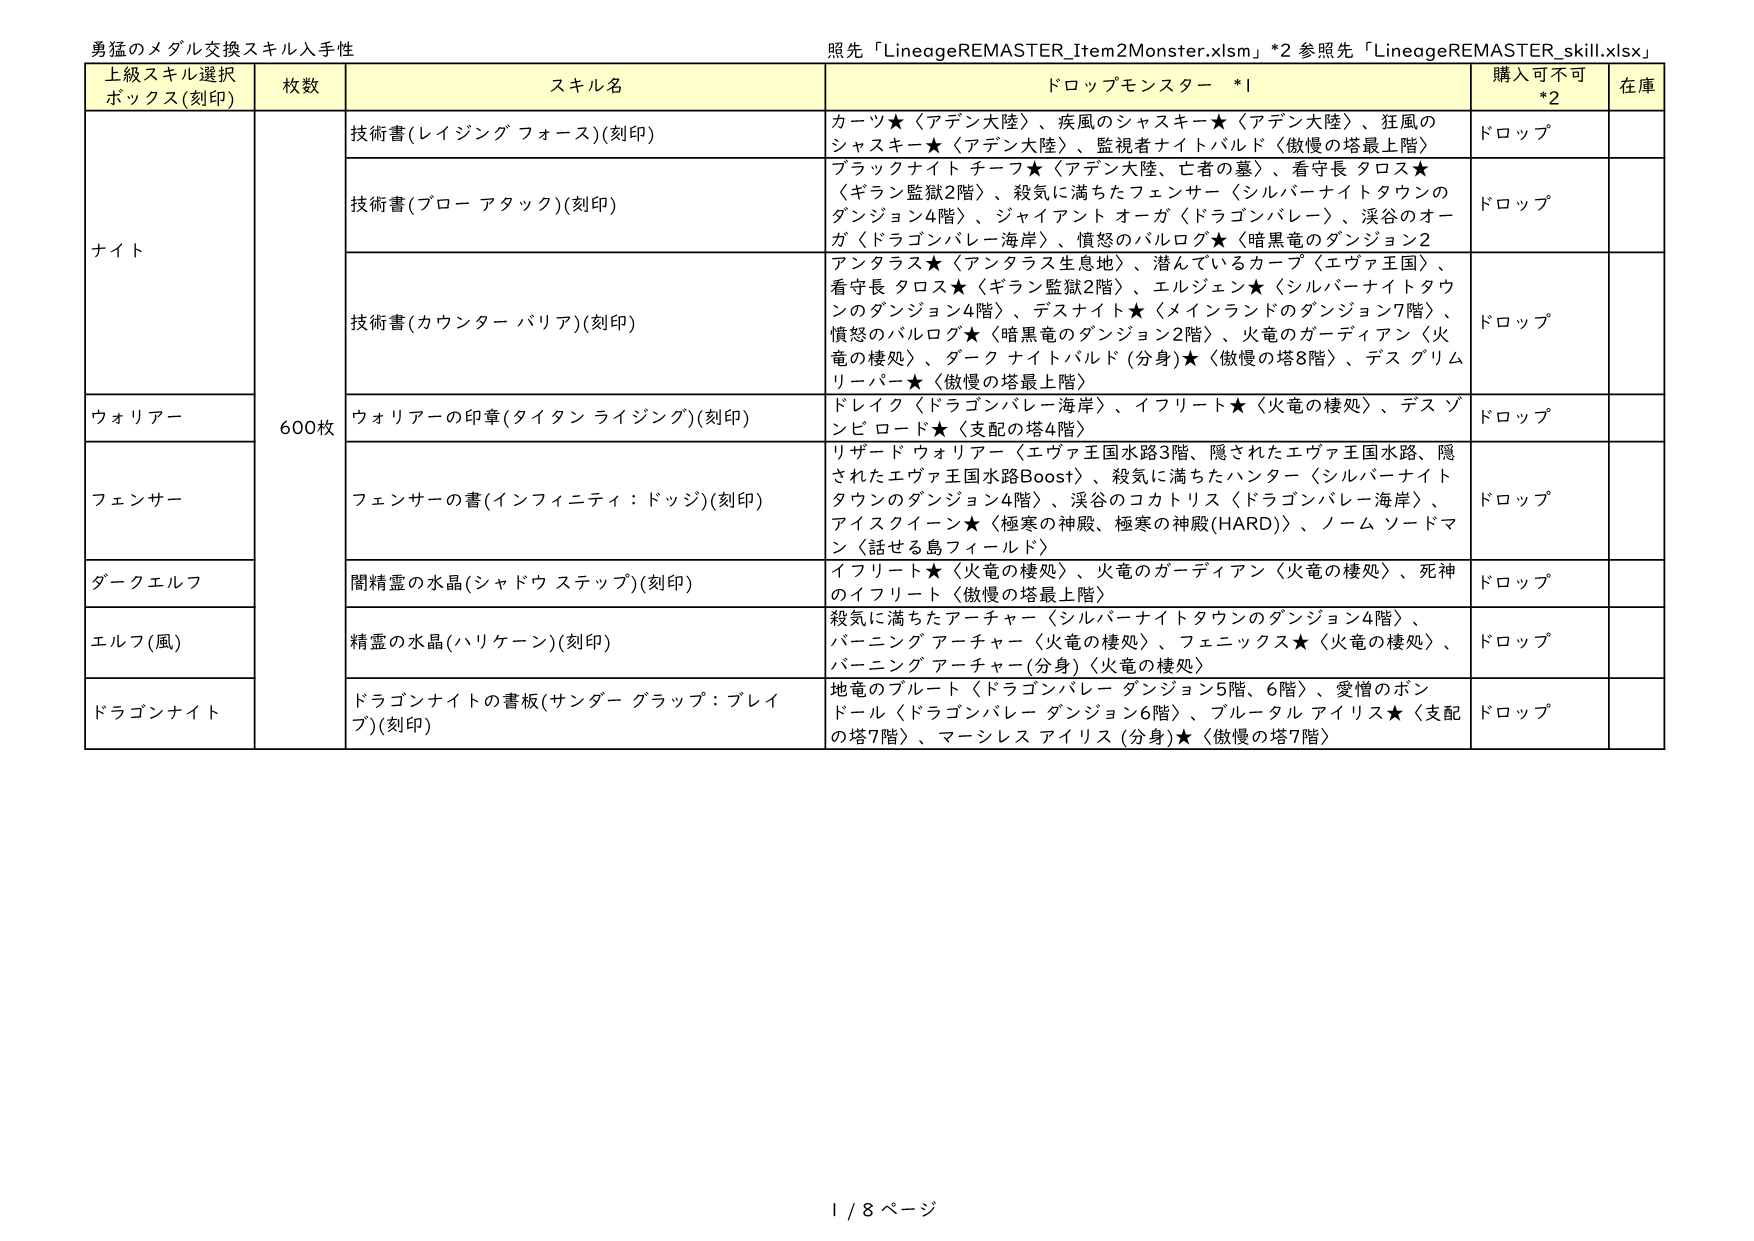 勇猛のメダル交換スキル入手性
照先「LineageREMASTER_Item2Monster.xlsm」*2 参照先「LineageREMASTER_skill.xlsx」
上級スキル選択
ボックス(刻印)
枚数
スキル名
ドロップモンスター *1
購入可不可
*2
在庫
ナイト
600枚
技術書(レイジング フォース)(刻印)
カーツ★〈アデン大陸〉、疾風のシャスキー★〈アデン大陸〉、狂風の
シャスキー★〈アデン大陸〉、監視者ナイトバルド〈傲慢の塔最上階〉
ドロップ
技術書(ブロー アタック)(刻印)
ブラックナイト チーフ★〈アデン大陸、亡者の墓〉、看守長 タロス★
〈ギラン監獄2階〉、殺気に満ちたフェンサー〈シルバーナイトタウンの
ダンジョン4階〉、ジャイアント オーガ〈ドラゴンバレー〉、渓谷のオー
ガ〈ドラゴンバレー海岸〉、憤怒のバルログ★〈暗黒竜のダンジョン2
ドロップ
技術書(カウンター バリア)(刻印)
アンタラス★〈アンタラス生息地〉、潜んでいるカープ〈エヴァ王国〉、
看守長 タロス★〈ギラン監獄2階〉、エルジェン★〈シルバーナイトタウ
ンのダンジョン4階〉、デスナイト★〈メインランドのダンジョン7階〉、
憤怒のバルログ★〈暗黒竜のダンジョン2階〉、火竜のガーディアン〈火
竜の棲処〉、ダーク ナイトバルド (分身)★〈傲慢の塔8階〉、デス グリム
リーパー★〈傲慢の塔最上階〉
ドロップ
ウォリアー
ウォリアーの印章(タイタン ライジング)(刻印)
ドレイク〈ドラゴンバレー海岸〉、イフリート★〈火竜の棲処〉、デス ゾ
ンビ ロード★〈支配の塔4階〉
ドロップ
フェンサー
フェンサーの書(インフィニティ：ドッジ)(刻印)
リザード ウォリアー〈エヴァ王国水路3階、隠されたエヴァ王国水路、隠
されたエヴァ王国水路Boost〉、殺気に満ちたハンター〈シルバーナイト
タウンのダンジョン4階〉、渓谷のコカトリス〈ドラゴンバレー海岸〉、
アイスクイーン★〈極寒の神殿、極寒の神殿(HARD)〉、ノーム ソードマ
ン〈話せる島フィールド〉
ドロップ
ダークエルフ
闇精霊の水晶(シャドウ ステップ)(刻印)
イフリート★〈火竜の棲処〉、火竜のガーディアン〈火竜の棲処〉、死神
のイフリート〈傲慢の塔最上階〉
ドロップ
エルフ(風)
精霊の水晶(ハリケーン)(刻印)
殺気に満ちたアーチャー〈シルバーナイトタウンのダンジョン4階〉、
バーニング アーチャー〈火竜の棲処〉、フェニックス★〈火竜の棲処〉、
バーニング アーチャー(分身)〈火竜の棲処〉
ドロップ
ドラゴンナイト
ドラゴンナイトの書板(サンダー グラップ：ブレイ
ブ)(刻印)
地竜のブルート〈ドラゴンバレー ダンジョン5階、6階〉、愛憎のボン
ドール〈ドラゴンバレー ダンジョン6階〉、ブルータル アイリス★〈支配
の塔7階〉、マーシレス アイリス (分身)★〈傲慢の塔7階〉
ドロップ
1 / 8 ページ